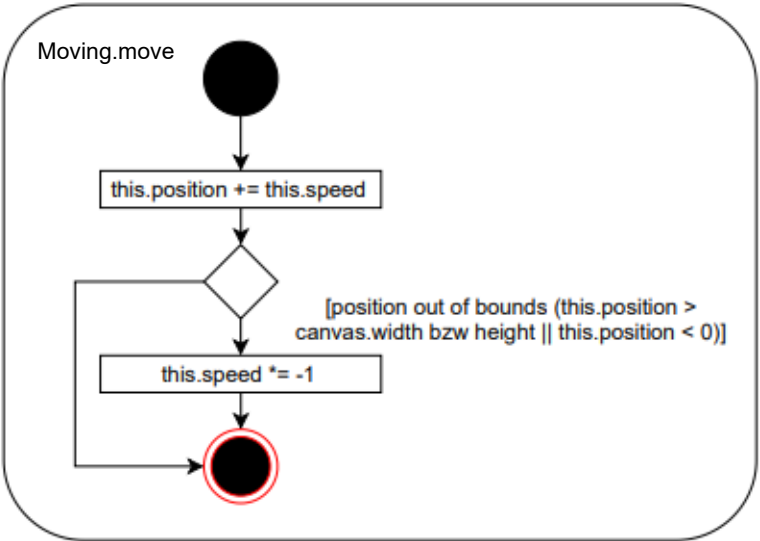 Moving.move
this.position += this.speed
[position out of bounds (this.position >
canvas.width bzw height || this.position < 0)]
this.speed *= -1